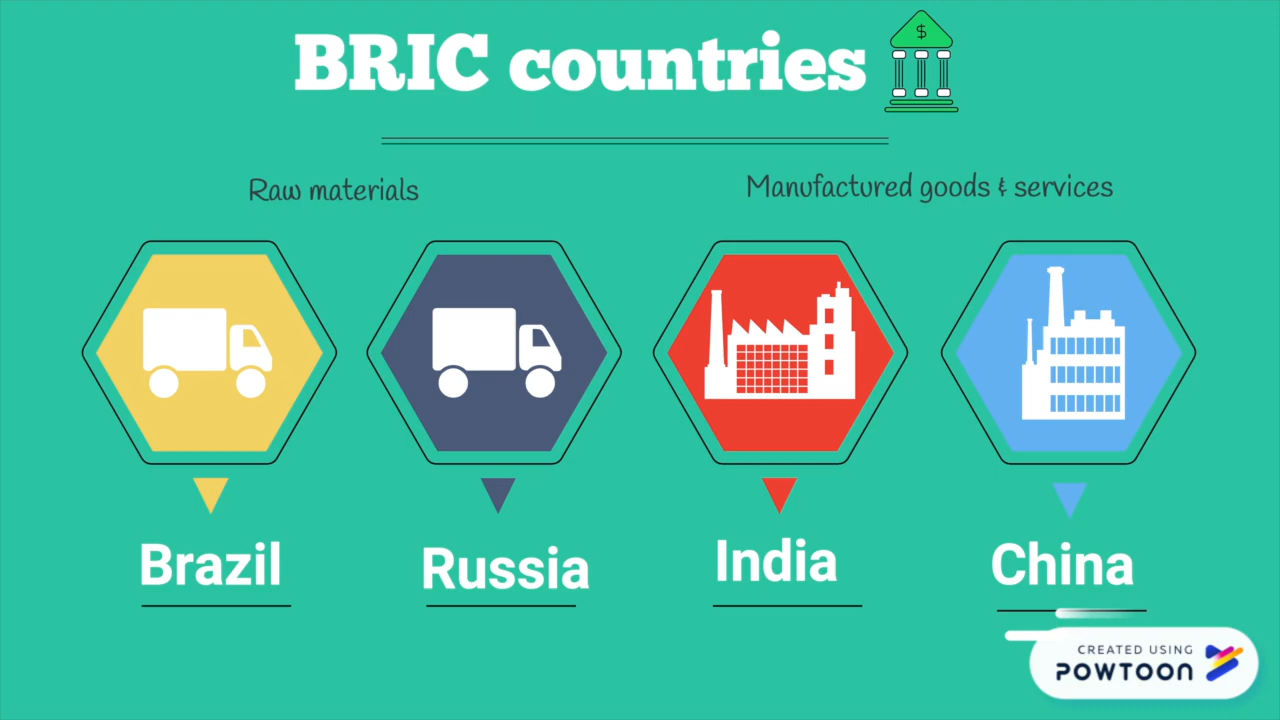 BRIC countries
$
Raw materials
Manufactured goods & services
Brazil
Russia
India
China
CREATED USING
POWTOON